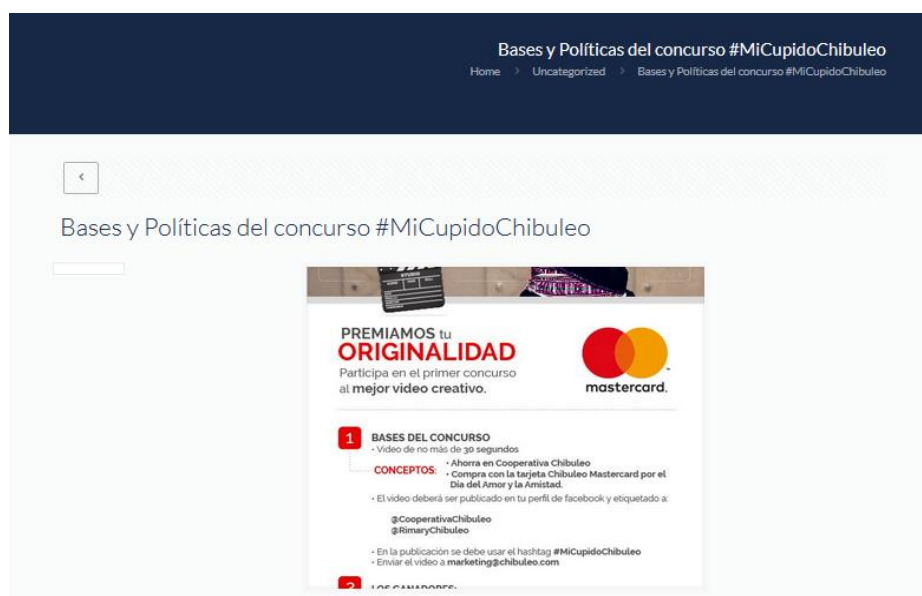 Bases y Políticas del concurso #MiCupidoChibuleo
Home > Uncategorized > Bases y Políticas del concurso #MiCupidoChibuleo
Bases y Políticas del concurso #MiCupidoChibuleo
PREMIAMOS tu
ORIGINALIDAD
Participa en el primer concurso
al mejor video creativo.
mastercard.
1 BASES DEL CONCURSO
· Video de no más de 30 segundos
CONCEPTOS: · Ahorra en Cooperativa Chibuleo
· Compra con la tarjeta Chibuleo Mastercard por el
Día del Amor y la Amistad.
· El video deberá ser publicado en tu perfil de facebook y etiquetado a:
@CooperativaChibuleo
@RimaryChibuleo
· En la publicación se debe usar el hashtag #MiCupidoChibuleo
· Enviar el video a marketing@chibuleo.com
2 LOS GANADORES: